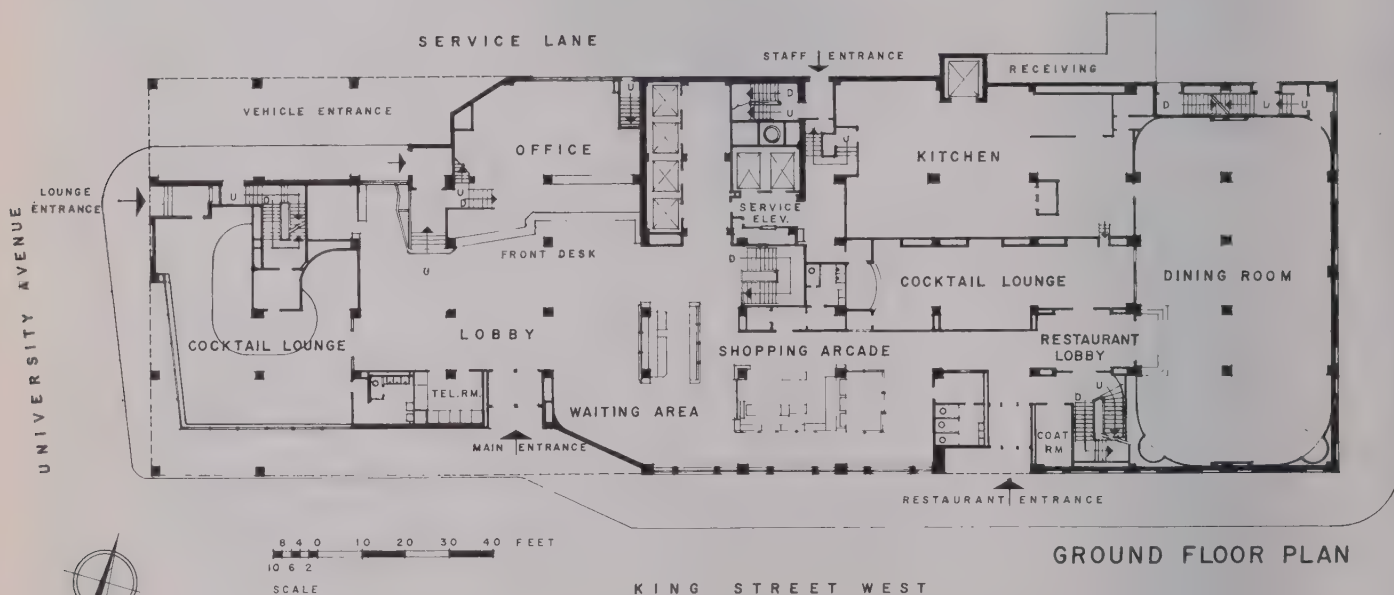 SERVICE LANE
STAFF ENTRANCE
RECEIVING
VEHICLE ENTRANCE
U
D
U
D
U
U
OFFICE
KITCHEN
LOUNGE
ENTRANCE
U
D
U
D
U
SERVICE
ELEV.
UNIVERSITY AVENUE
FRONT DESK
U
D
COCKTAIL LOUNGE
DINING ROOM
LOBBY
COCKTAIL LOUNGE
SHOPPING ARCADE
RESTAURANT
LOBBY
TEL. RM.
U
D
WAITING AREA
MAIN ENTRANCE
COAT
RM
RESTAURANT ENTRANCE
8 4 0 10 20 30 40 FEET
10 6 2
SCALE
GROUND FLOOR PLAN
KING STREET WEST